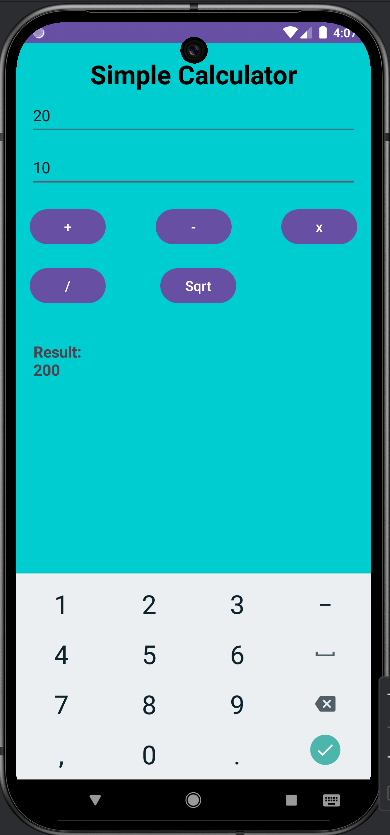 4:07
Simple Calculator
20
10
+ - x
/ Sqrt
Result:
200
1 2 3 −
4 5 6
7 8 9
, 0 .